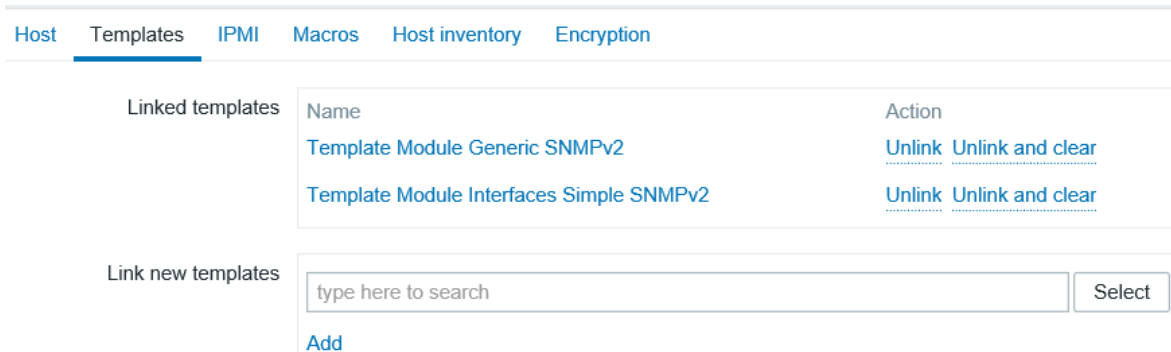 Host Templates IPMI Macros Host inventory Encryption
Linked templates Name Action
Template Module Generic SNMPv2 Unlink Unlink and clear
Template Module Interfaces Simple SNMPv2 Unlink Unlink and clear
Link new templates
type here to search Select
Add